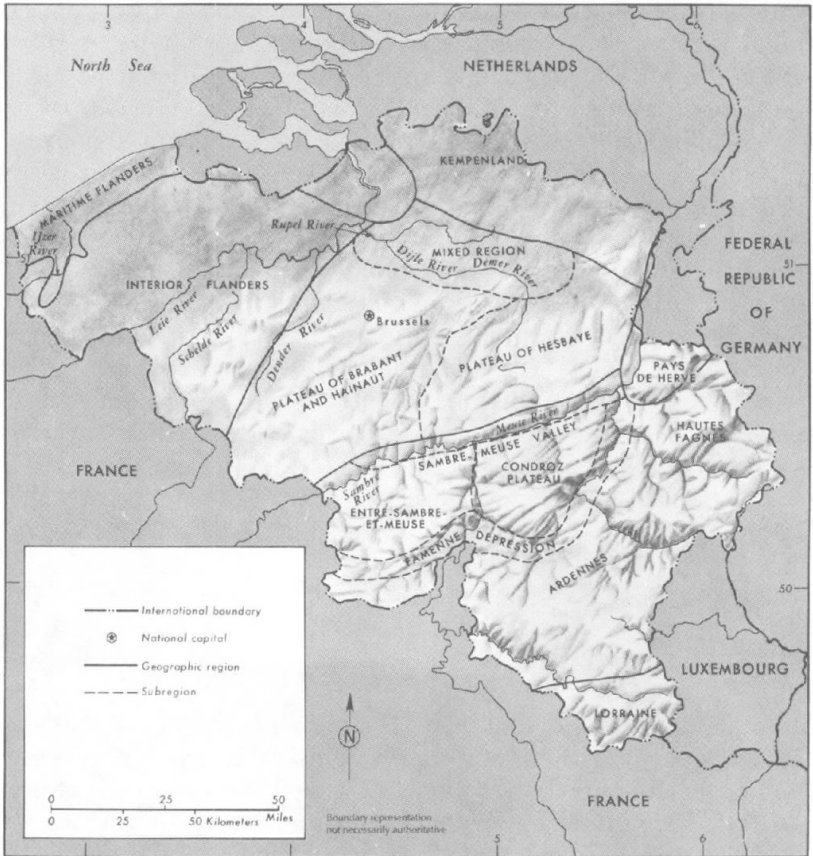 3
4
5
6
North Sea
NETHERLANDS
KEMPENLAND
MARITIME FLANDERS
Rupel River
Ijzer
River
MIXED REGION
Dijle River
Demer River
FEDERAL
REPUBLIC
OF
GERMANY
51
51
INTERIOR FLANDERS
Leie River
Schelde River
Dender River
Brussels
PLATEAU OF BRABANT
AND HAINAUT
PLATEAU OF HESBAYE
PAYS
DE HERVE
Meuse River
SAMBRE-MEUSE VALLEY
HAUTES
FAGNES
FRANCE
Sambre
River
CONDROZ
PLATEAU
ENTRE-SAMBRE-
ET-MEUSE
FAMENNE DEPRESSION
ARDENNES
50
International boundary
National capital
Geographic region
Subregion
LUXEMBOURG
LORRAINE
N
0 25 50
0 25 50 Kilometers Miles
Boundary representation
not necessarily authoritative
FRANCE
5
6